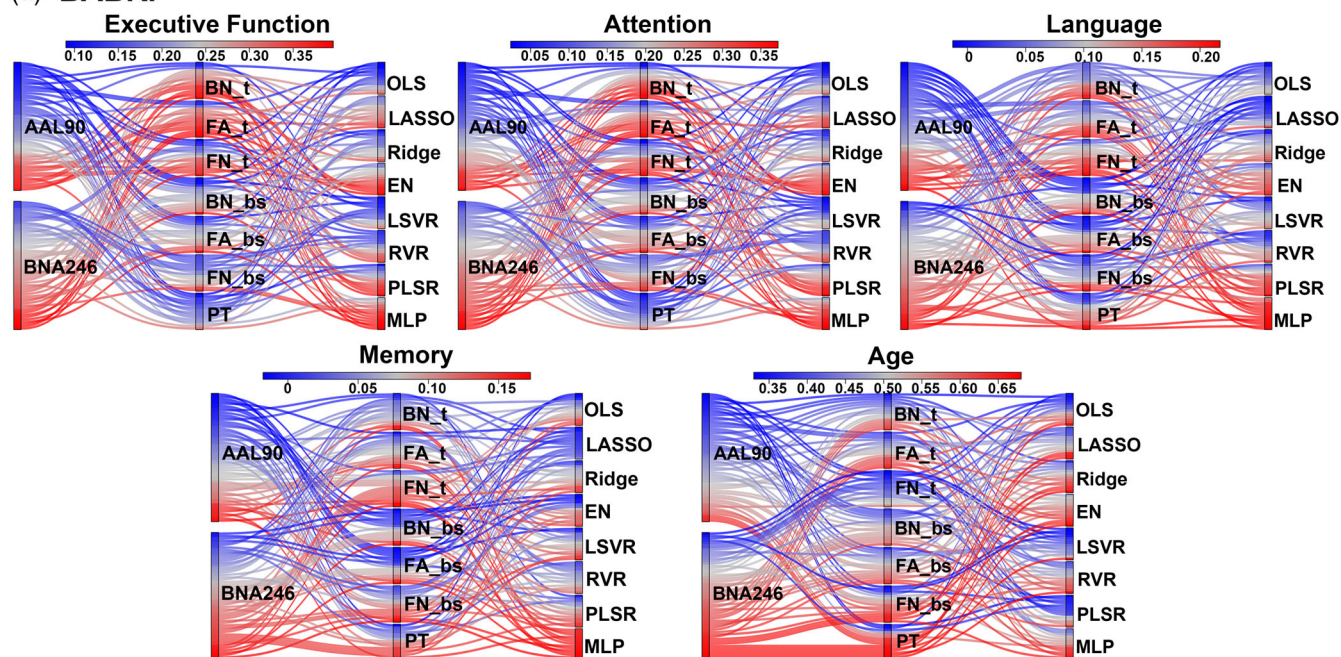 Executive Function
0.10 0.15 0.20 0.25 0.30 0.35
AAL90
BNA246
BN_t
FA_t
FN_t
BN_bs
FA_bs
FN_bs
PT
OLS
LASSO
Ridge
EN
LSVR
RVR
PLSR
MLP
Attention
0.05 0.10 0.15 0.20 0.25 0.30 0.35
AAL90
BNA246
BN_t
FA_t
FN_t
BN_bs
FA_bs
FN_bs
PT
OLS
LASSO
Ridge
EN
LSVR
RVR
PLSR
MLP
Language
0 0.05 0.10 0.15 0.20
AAL90
BNA246
BN_t
FA_t
FN_t
BN_bs
FA_bs
FN_bs
PT
OLS
LASSO
Ridge
EN
LSVR
RVR
PLSR
MLP
Memory
0 0.05 0.10 0.15
AAL90
BNA246
BN_t
FA_t
FN_t
BN_bs
FA_bs
FN_bs
PT
OLS
LASSO
Ridge
EN
LSVR
RVR
PLSR
MLP
Age
0.35 0.40 0.45 0.50 0.55 0.60 0.65
AAL90
BNA246
BN_t
FA_t
FN_t
BN_bs
FA_bs
FN_bs
PT
OLS
LASSO
Ridge
EN
LSVR
RVR
PLSR
MLP